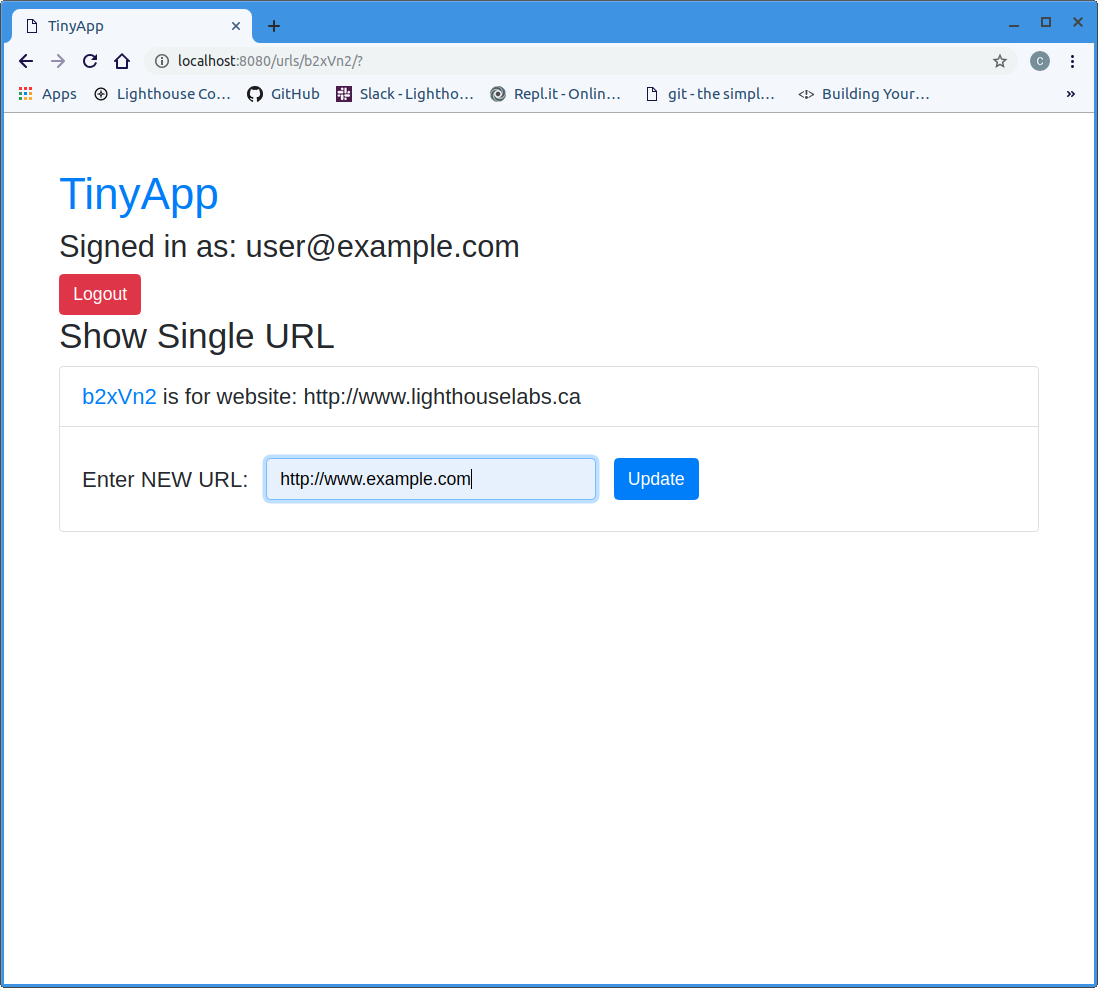 TinyApp
localhost:8080/urls/b2xVn2/?
C
Apps Lighthouse Co... GitHub Slack - Lightho... Repl.it - Onlin... git - the simpl... Building Your... »
TinyApp
Signed in as: user@example.com
Logout
Show Single URL
b2xVn2 is for website: http://www.lighthouselabs.ca
Enter NEW URL: http://www.example.com Update